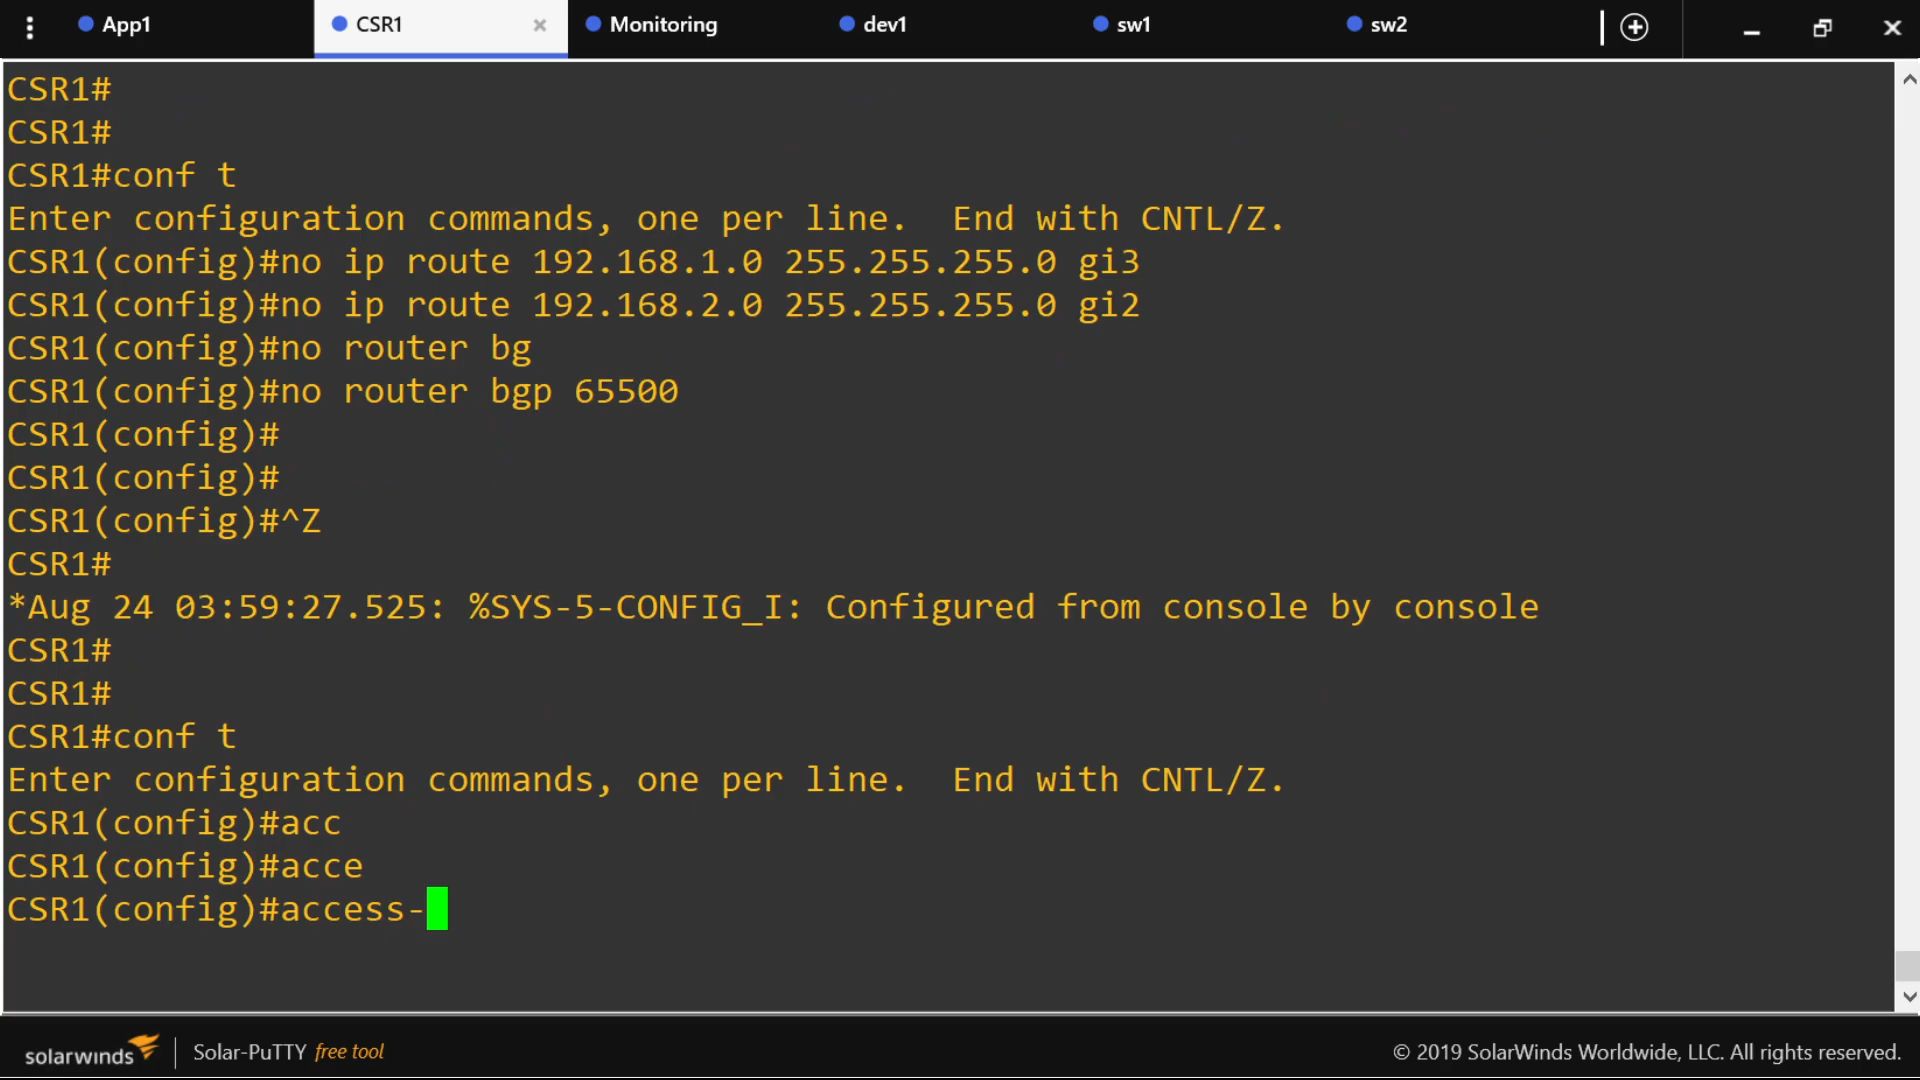 App1
CSR1
Monitoring
dev1
sw1
sw2
CSR1#
CSR1#
CSR1#conf t
Enter configuration commands, one per line.  End with CNTL/Z.
CSR1(config)#no ip route 192.168.1.0 255.255.255.0 gi3
CSR1(config)#no ip route 192.168.2.0 255.255.255.0 gi2
CSR1(config)#no router bg
CSR1(config)#no router bgp 65500
CSR1(config)#
CSR1(config)#
CSR1(config)#^Z
CSR1#
*Aug 24 03:59:27.525: %SYS-5-CONFIG_I: Configured from console by console
CSR1#
CSR1#
CSR1#conf t
Enter configuration commands, one per line.  End with CNTL/Z.
CSR1(config)#acc
CSR1(config)#acce
CSR1(config)#access-
solarwinds
Solar-PuTTY free tool
© 2019 SolarWinds Worldwide, LLC. All rights reserved.